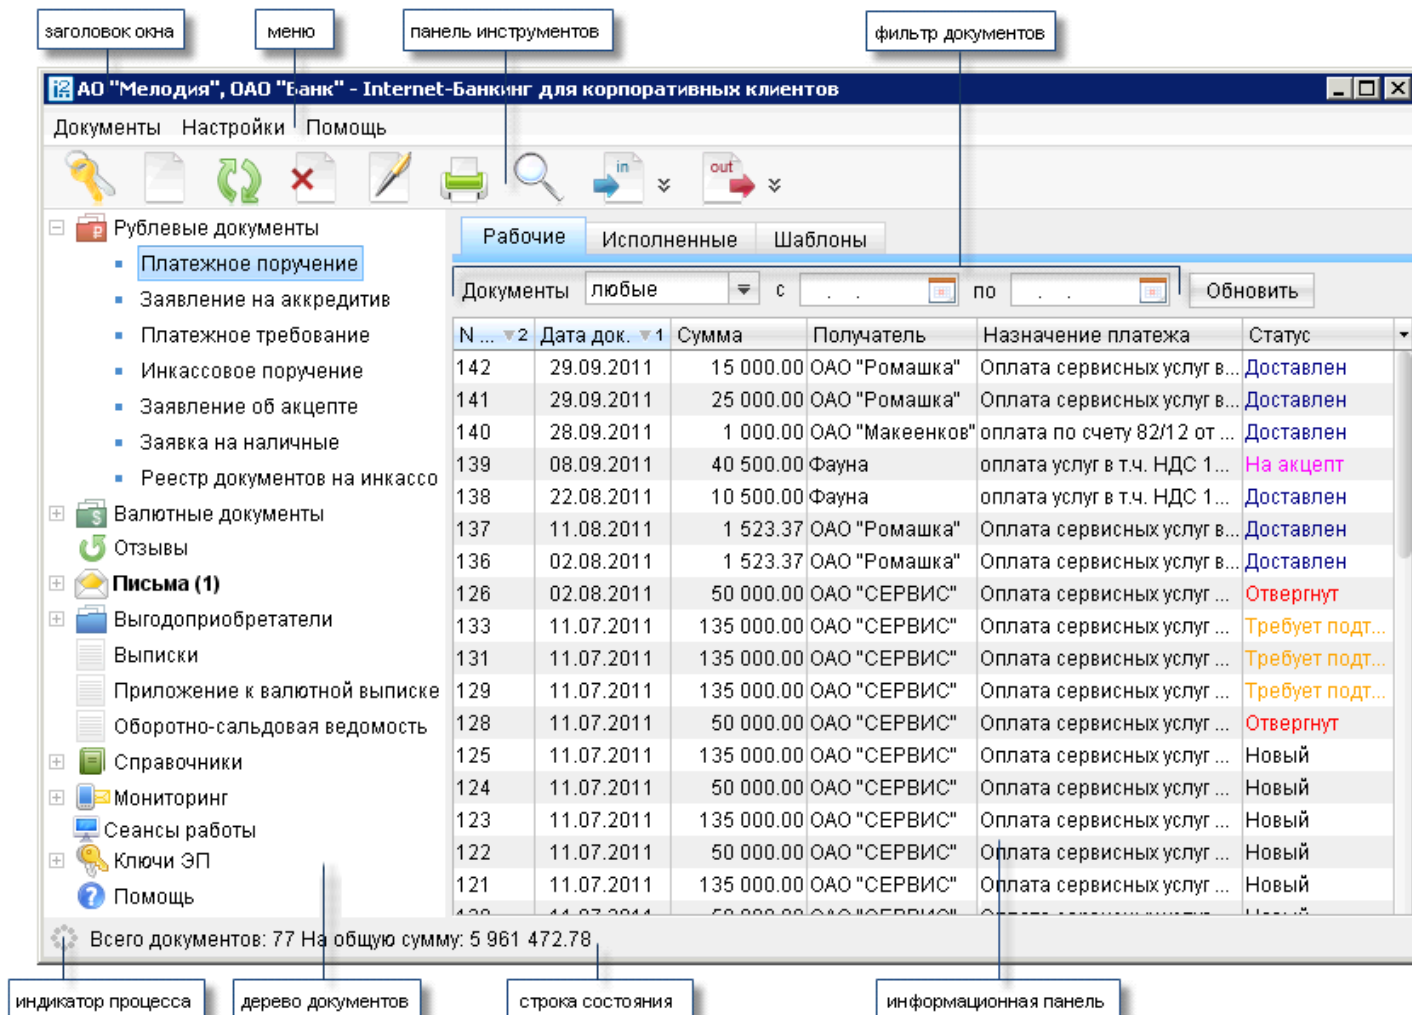 заголовок окна
меню
панель инструментов
фильтр документов
АО "Мелодия", ОАО "Банк" - Internet-Банкинг для корпоративных клиентов
Документы Настройки Помощь
in
out
Рублевые документы
Платежное поручение
Заявление на аккредитив
Платежное требование
Инкассовое поручение
Заявление об акцепте
Заявка на наличные
Реестр документов на инкассо
Валютные документы
Отзывы
Письма (1)
Выгодоприобретатели
Выписки
Приложение к валютной выписке
Оборотно-сальдовая ведомость
Справочники
Мониторинг
Сеансы работы
Ключи ЭП
Помощь
Рабочие Исполненные Шаблоны
Документы любые с . . по . . Обновить
N ... 2 Дата док. 1 Сумма Получатель Назначение платежа Статус
142 29.09.2011 15 000.00 ОАО "Ромашка" Оплата сервисных услуг в... Доставлен
141 29.09.2011 25 000.00 ОАО "Ромашка" Оплата сервисных услуг в... Доставлен
140 28.09.2011 1 000.00 ОАО "Макеенков" оплата по счету 82/12 от ... Доставлен
139 08.09.2011 40 500.00 Фауна оплата услуг в т.ч. НДС 1... На акцепт
138 22.08.2011 10 500.00 Фауна оплата услуг в т.ч. НДС 1... Доставлен
137 11.08.2011 1 523.37 ОАО "Ромашка" Оплата сервисных услуг в... Доставлен
136 02.08.2011 1 523.37 ОАО "Ромашка" Оплата сервисных услуг в... Доставлен
126 02.08.2011 50 000.00 ОАО "СЕРВИС" Оплата сервисных услуг ... Отвергнут
133 11.07.2011 135 000.00 ОАО "СЕРВИС" Оплата сервисных услуг ... Требует подт...
131 11.07.2011 135 000.00 ОАО "СЕРВИС" Оплата сервисных услуг ... Требует подт...
129 11.07.2011 135 000.00 ОАО "СЕРВИС" Оплата сервисных услуг ... Требует подт...
128 11.07.2011 50 000.00 ОАО "СЕРВИС" Оплата сервисных услуг ... Отвергнут
125 11.07.2011 135 000.00 ОАО "СЕРВИС" Оплата сервисных услуг ... Новый
124 11.07.2011 50 000.00 ОАО "СЕРВИС" Оплата сервисных услуг ... Новый
123 11.07.2011 135 000.00 ОАО "СЕРВИС" Оплата сервисных услуг ... Новый
122 11.07.2011 50 000.00 ОАО "СЕРВИС" Оплата сервисных услуг ... Новый
121 11.07.2011 135 000.00 ОАО "СЕРВИС" Оплата сервисных услуг ... Новый
Всего документов: 77 На общую сумму: 5 961 472.78
индикатор процесса
дерево документов
строка состояния
информационная панель